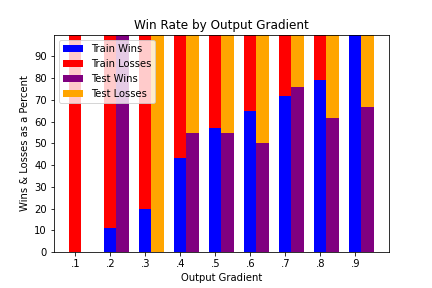 Win Rate by Output Gradient
Train Wins
Train Losses
Test Wins
Test Losses
Wins & Losses as a Percent
90
80
70
60
50
40
30
20
10
0
.1 .2 .3 .4 .5 .6 .7 .8 .9
Output Gradient